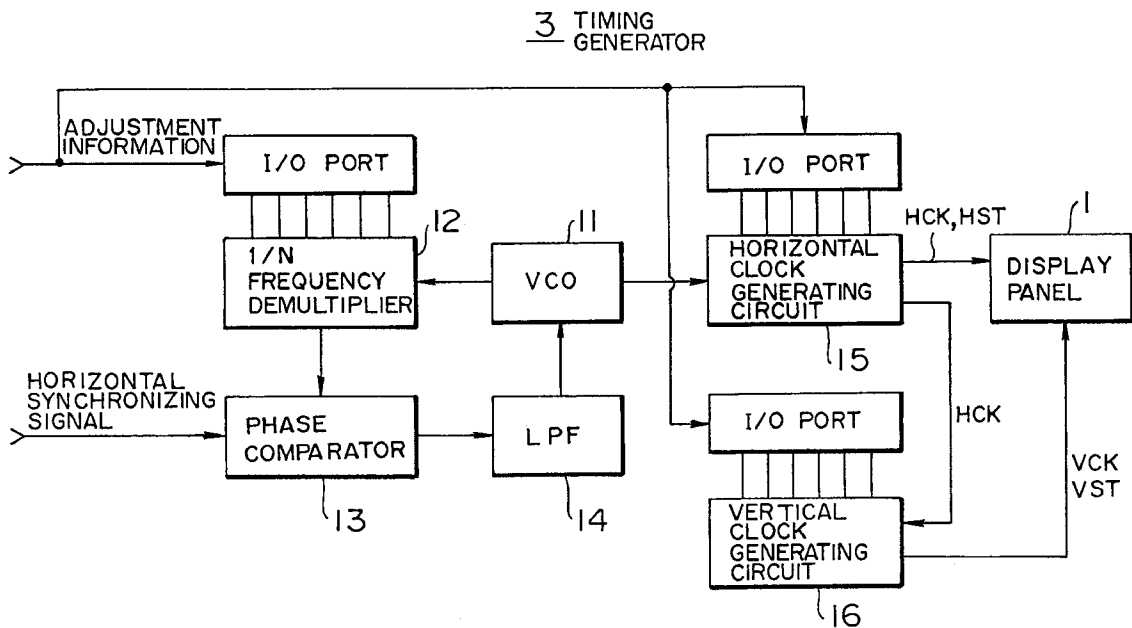 3 TIMING
GENERATOR
ADJUSTMENT
INFORMATION
I/O PORT
I/O PORT
12
11
HCK,HST
1
1/N
FREQUENCY
DEMULTIPLIER
VCO
HORIZONTAL
CLOCK
GENERATING
CIRCUIT
DISPLAY
PANEL
15
HORIZONTAL
SYNCHRONIZING
SIGNAL
PHASE
COMPARATOR
LPF
I/O PORT
HCK
VCK
VST
13
14
VERTICAL
CLOCK
GENERATING
CIRCUIT
16